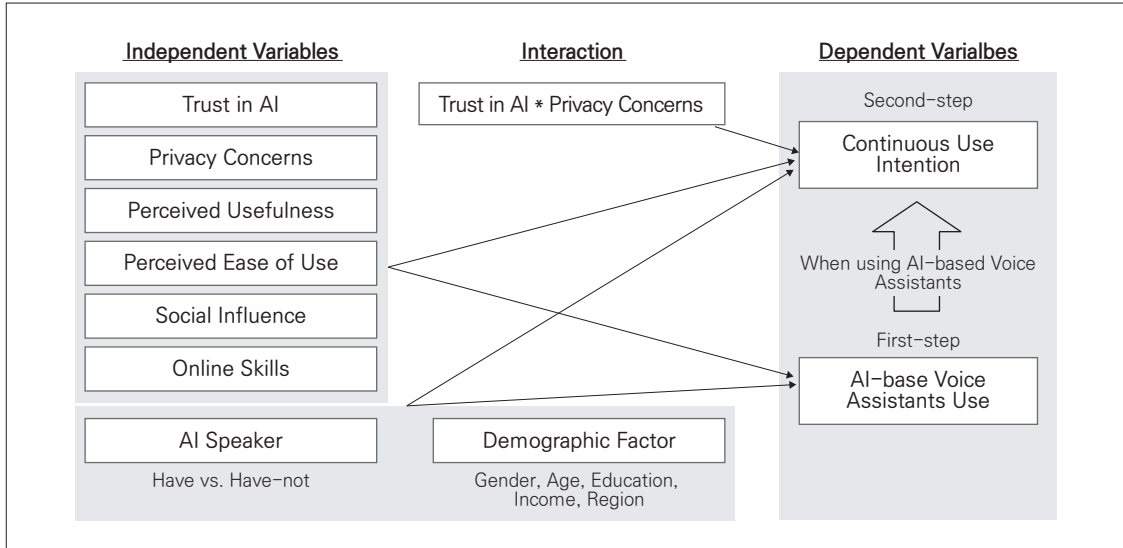 Independent Variables
Interaction
Dependent Varialbes
Trust in AI
Privacy Concerns
Perceived Usefulness
Perceived Ease of Use
Social Influence
Online Skills
AI Speaker
Have vs. Have-not
Trust in AI * Privacy Concerns
Demographic Factor
Gender, Age, Education,
Income, Region
Second-step
Continuous Use
Intention
When using AI-based Voice
Assistants
First-step
AI-base Voice
Assistants Use